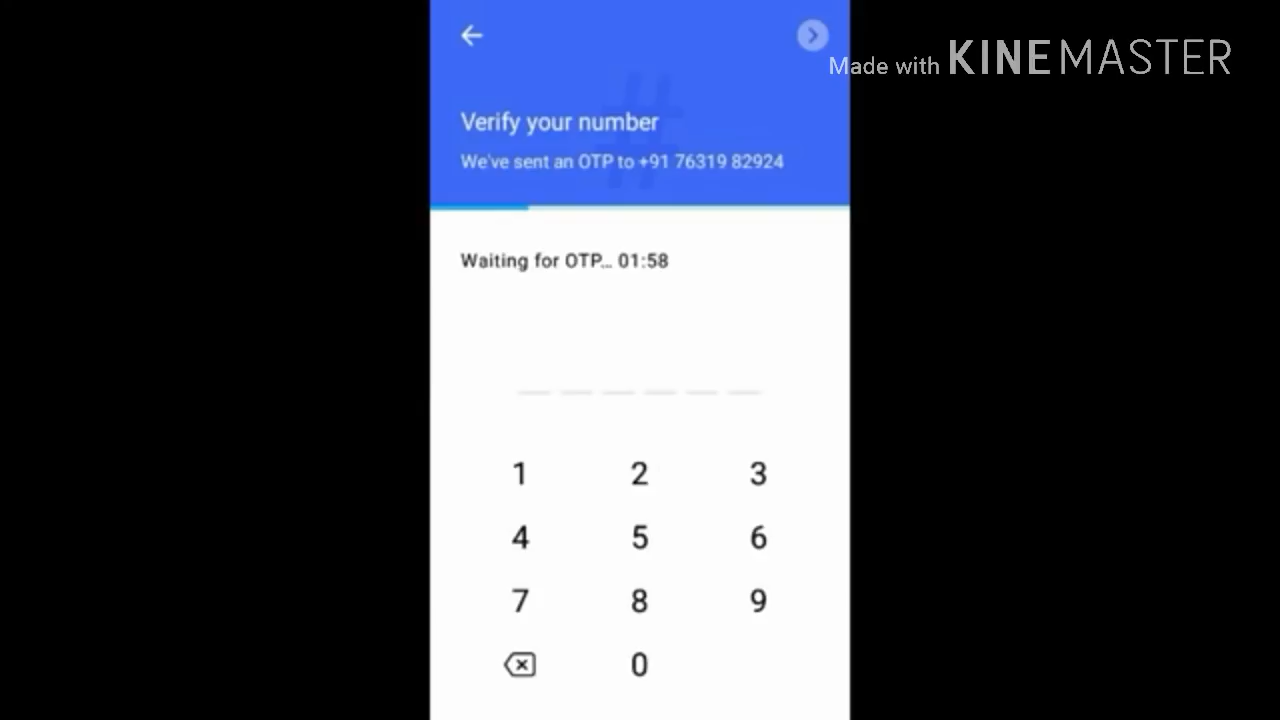 Made with KINEMASTER
Verify your number
We've sent an OTP to +91 76319 82924
Waiting for OTP... 01:58
1 2 3
4 5 6
7 8 9
0